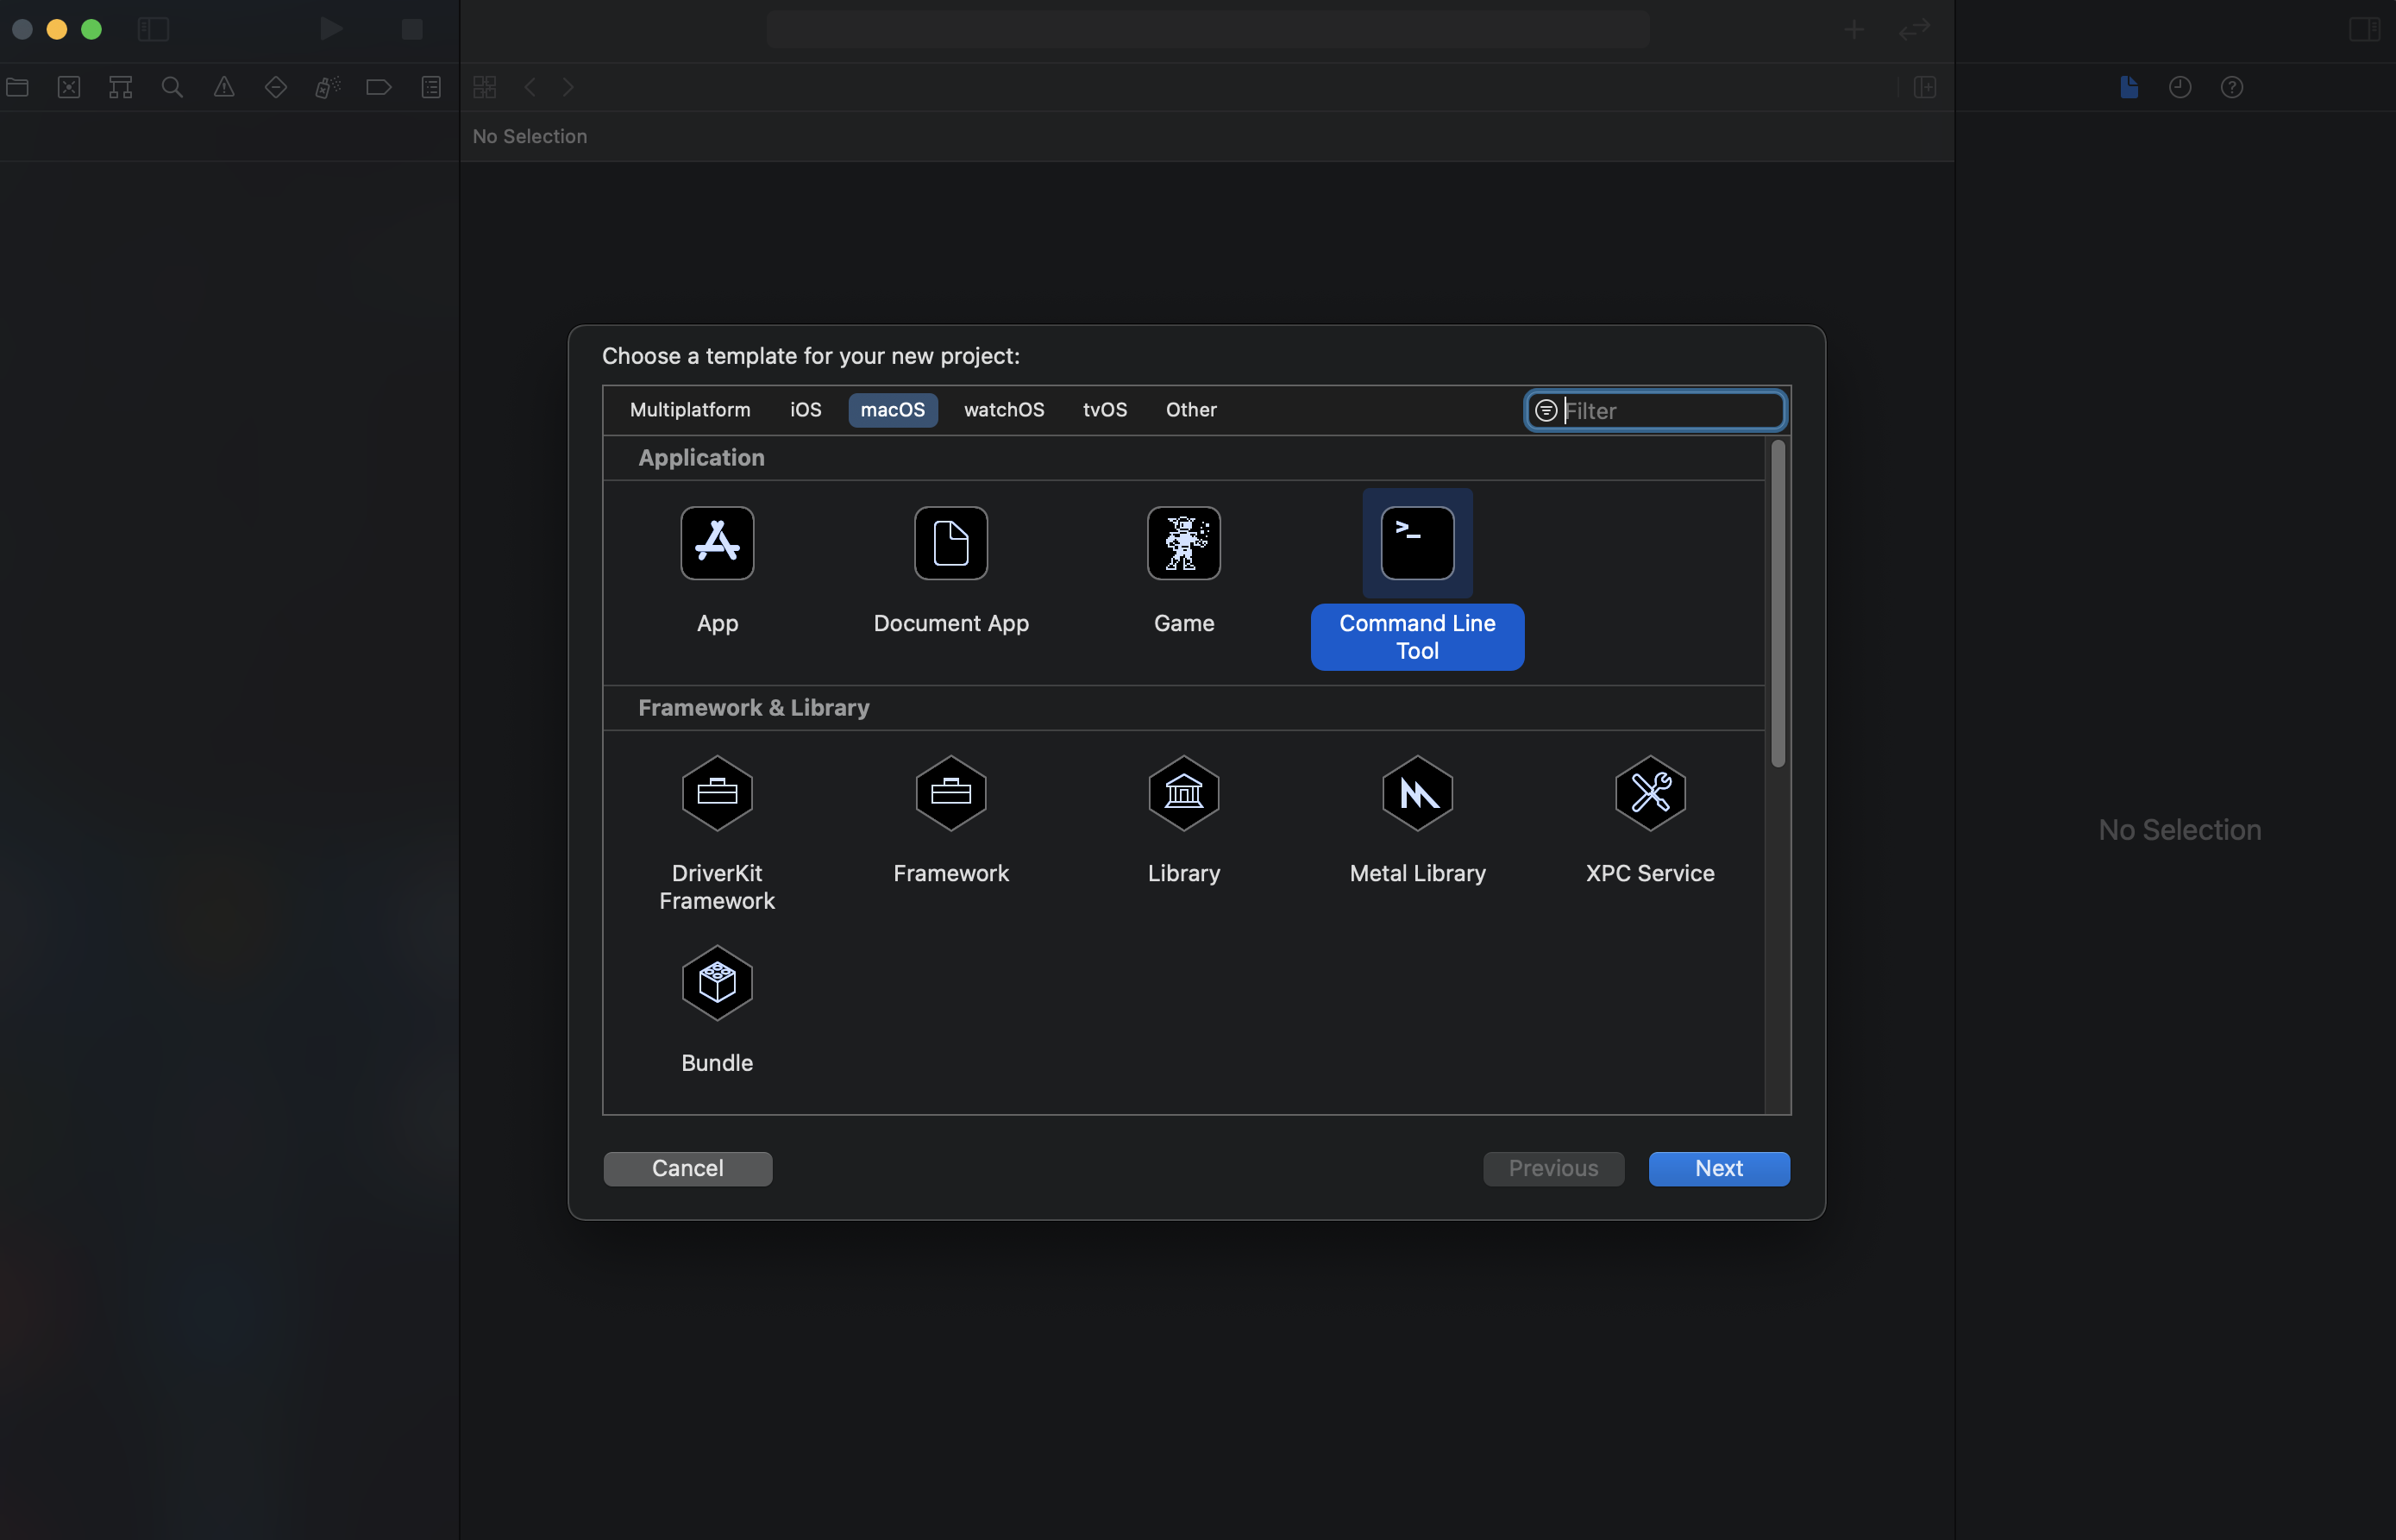 No Selection
Choose a template for your new project:
Multiplatform iOS macOS watchOS tvOS Other Filter
Application
>_
App Document App Game Command Line
Tool
Framework & Library
No Selection
DriverKit Framework Library Metal Library XPC Service
Framework
Bundle
Cancel Previous Next